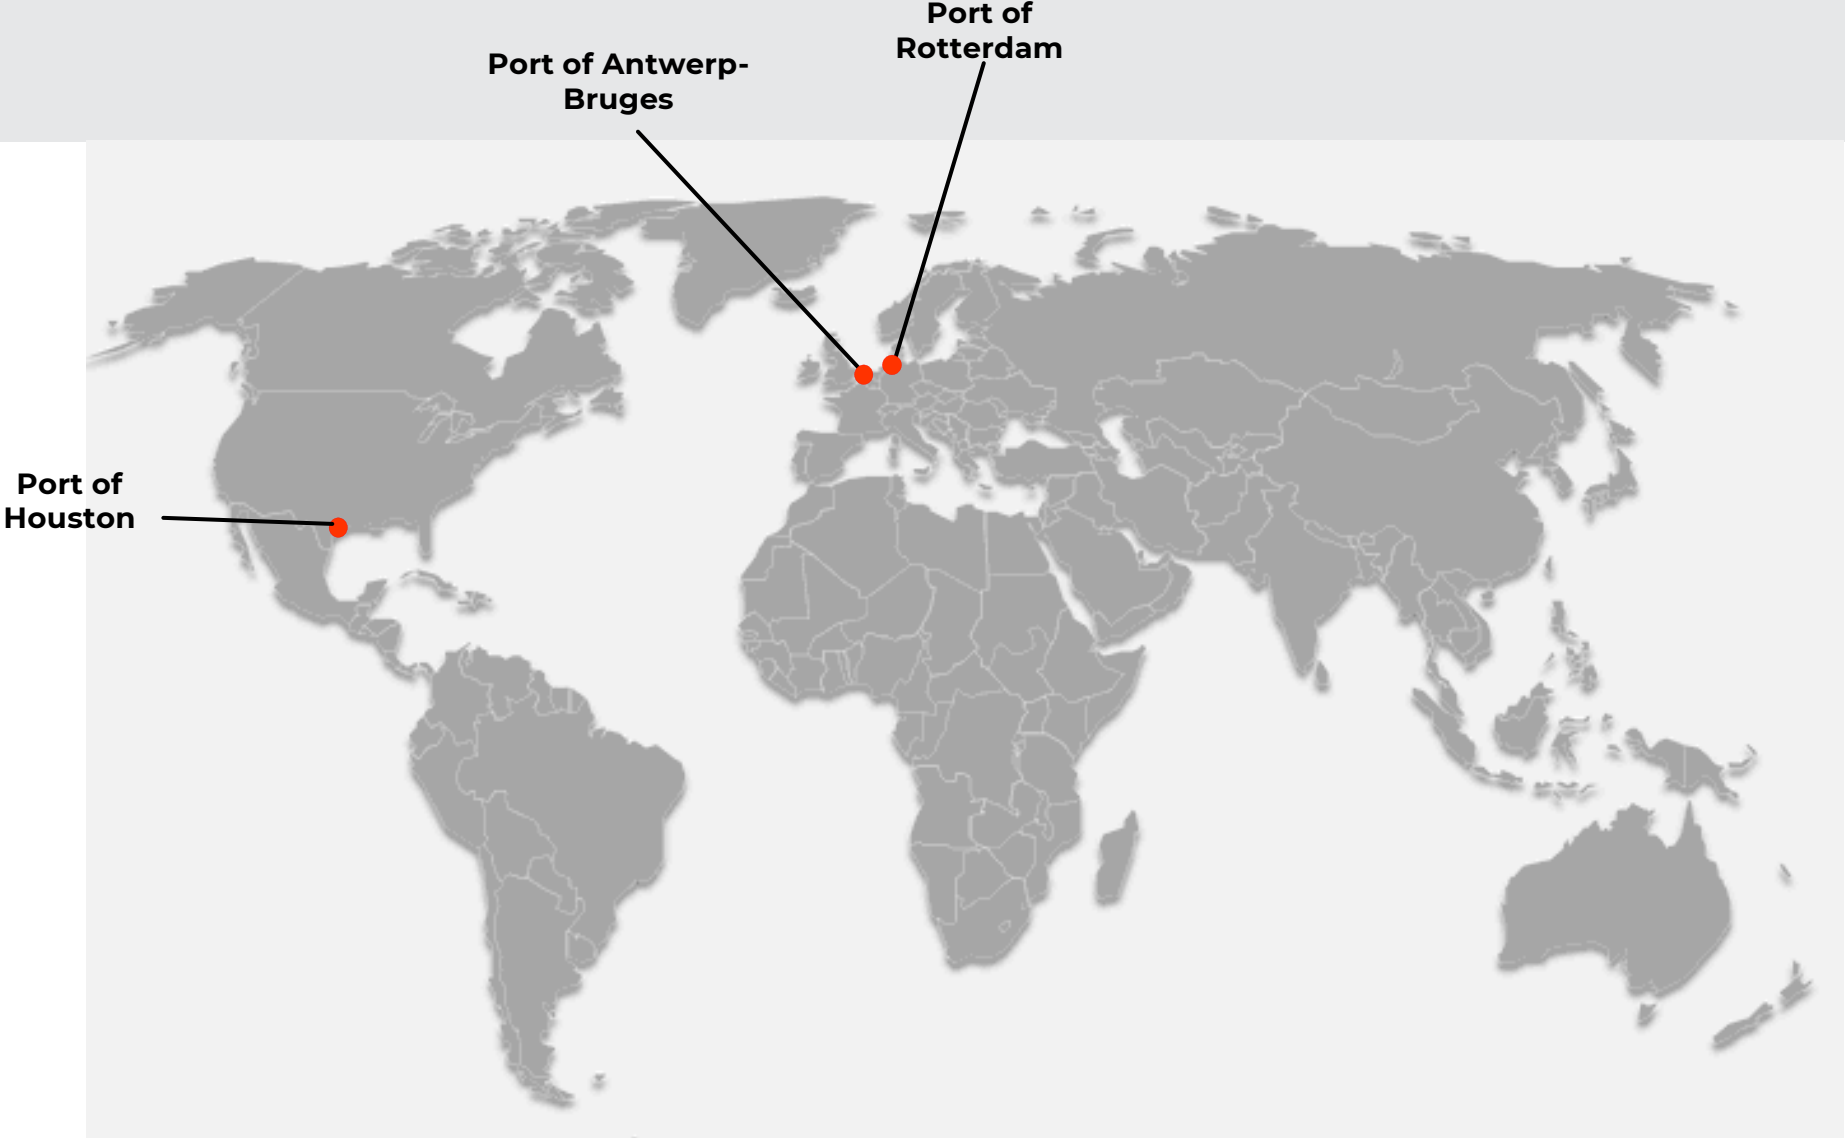 Port of
Rotterdam
Port of Antwerp-
Bruges
Port of
Houston